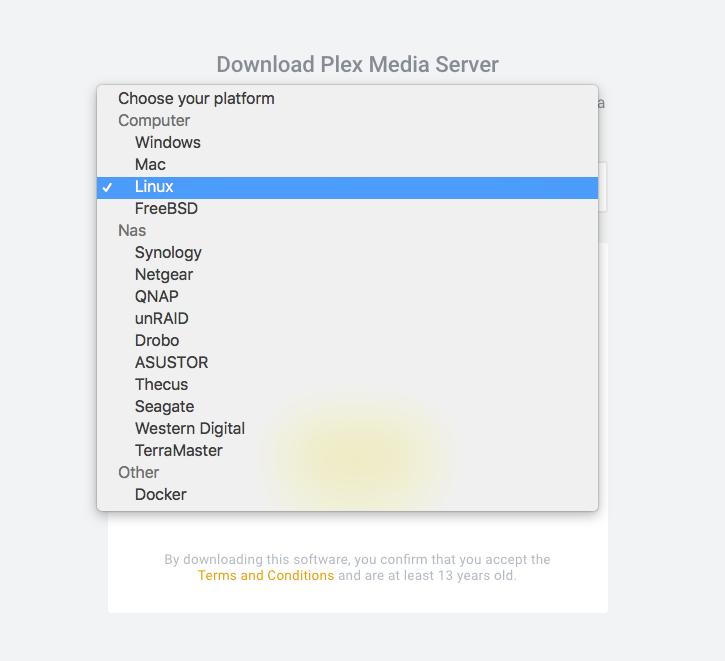 Download Plex Media Server
Choose your platform
a
Computer
Windows
Mac
Linux
FreeBSD
Nas
Synology
Netgear
QNAP
unRAID
Drobo
ASUSTOR
Thecus
Seagate
Western Digital
TerraMaster
Other
Docker
By downloading this software, you confirm that you accept the
Terms and Conditions and are at least 13 years old.